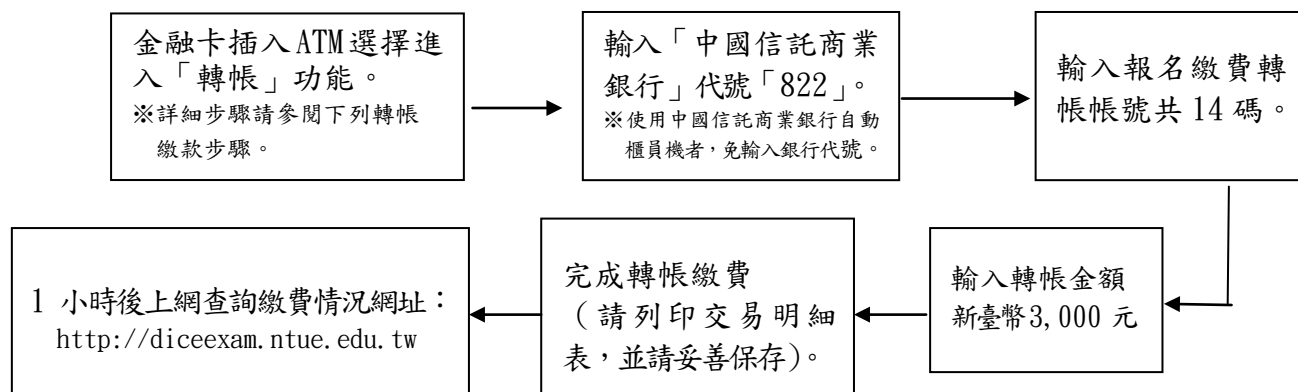 金融卡插入ATM選擇進
入「轉帳」功能。
※詳細步驟請參閱下列轉帳
繳款步驟。
輸入「中國信託商業
銀行」代號「822」。
※使用中國信託商業銀行自動
櫃員機者,免輸入銀行代號。
輸入報名繳費轉
帳帳號共 14 碼。
輸入轉帳金額
新臺幣3,000 元
完成轉帳繳費
(請列印交易明細
表,並請妥善保存)。
1 小時後上網查詢繳費情況網址:
http://diceexam.ntue.edu.tw